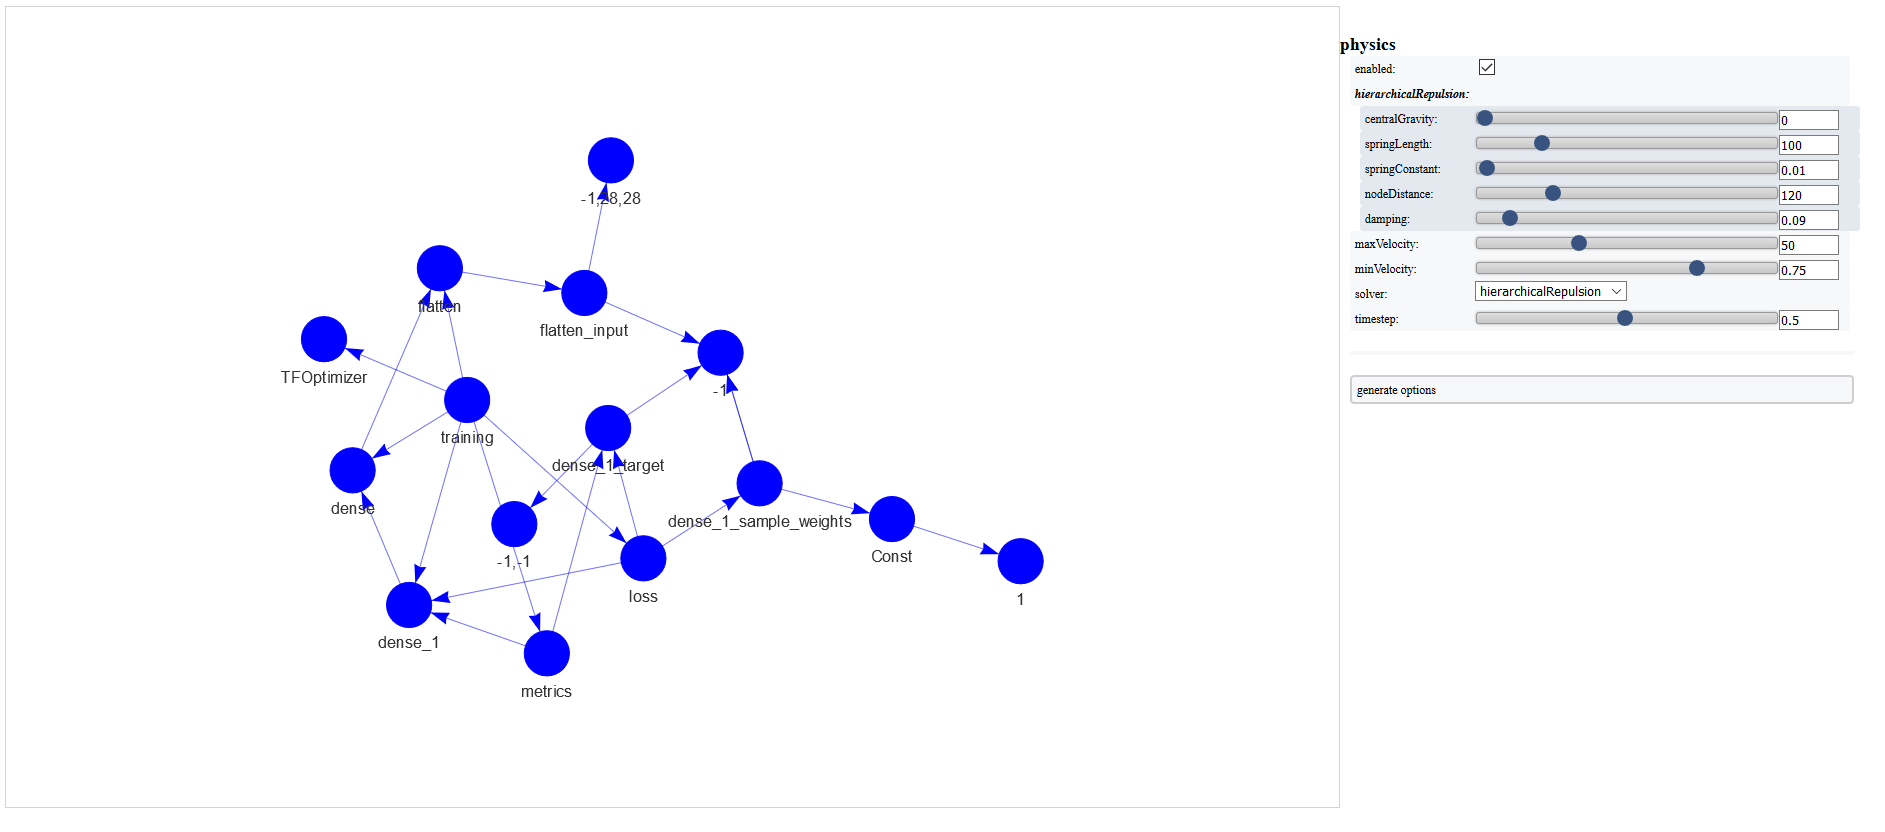 -1,28,28
flatten
flatten_input
TFOptimizer
-1
training
dense_1_target
dense
dense_1_sample_weights
Const
-1,-1
loss
1
dense_1
metrics
physics
enabled:
hierarchicalRepulsion:
centralGravity: 0
springLength: 100
springConstant: 0.01
nodeDistance: 120
damping: 0.09
maxVelocity: 50
minVelocity: 0.75
solver: hierarchicalRepulsion
timestep: 0.5
generate options